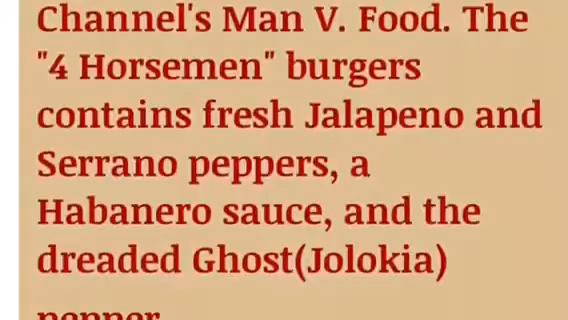 Channel's Man V. Food. The
"4 Horsemen" burgers
contains fresh Jalapeno and
Serrano peppers, a
Habanero sauce, and the
dreaded Ghost(Jolokia)
pepper